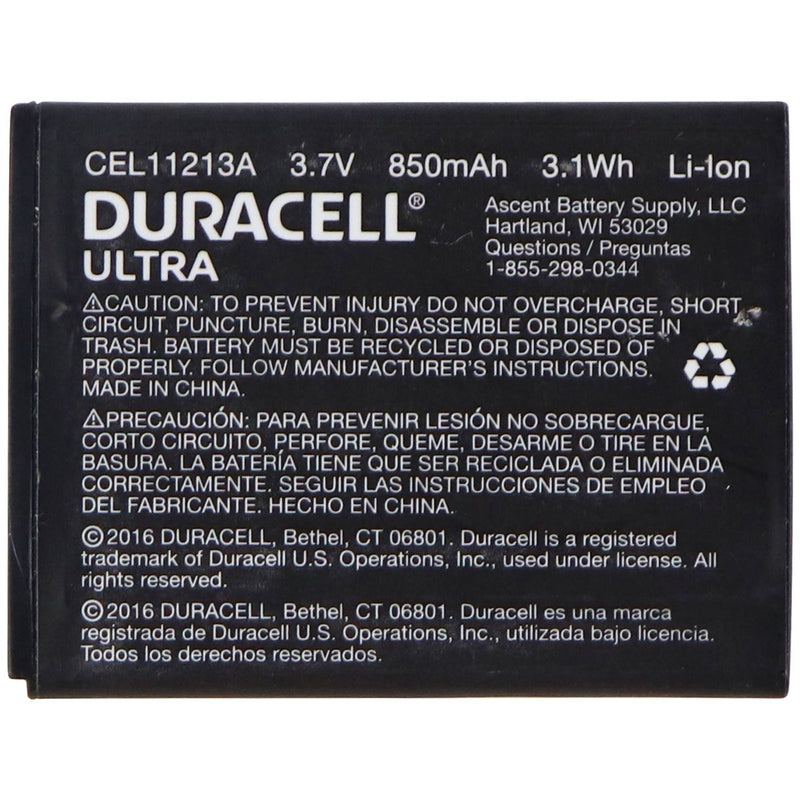 CEL11213A 3.7V 850mAh 3.1Wh Li-Ion
DURACELL®
ULTRA
Ascent Battery Supply, LLC
Hartland, WI 53029
Questions / Preguntas
1-855-298-0344
⚠CAUTION: TO PREVENT INJURY DO NOT OVERCHARGE, SHORT
CIRCUIT, PUNCTURE, BURN, DISASSEMBLE OR DISPOSE IN
TRASH. BATTERY MUST BE RECYCLED OR DISPOSED OF
PROPERLY. FOLLOW MANUFACTURER'S INSTRUCTIONS.
MADE IN CHINA.
⚠PRECAUCIÓN: PARA PREVENIR LESIÓN NO SOBRECARGUE,
CORTO CIRCUITO, PERFORE, QUEME, DESARME O TIRE EN LA
BASURA. LA BATERÍA TIENE QUE SER RECICLADA O ELIMINADA
CORRECTAMENTE. SEGUIR LAS INSTRUCCIONES DE EMPLEO
DEL FABRICANTE. HECHO EN CHINA.
©2016 DURACELL, Bethel, CT 06801. Duracell is a registered
trademark of Duracell U.S. Operations, Inc., used under license. All
rights reserved.
©2016 DURACELL, Bethel, CT 06801. Duracell es una marca
registrada de Duracell U.S. Operations, Inc., utilizada bajo licencia.
Todos los derechos reservados.